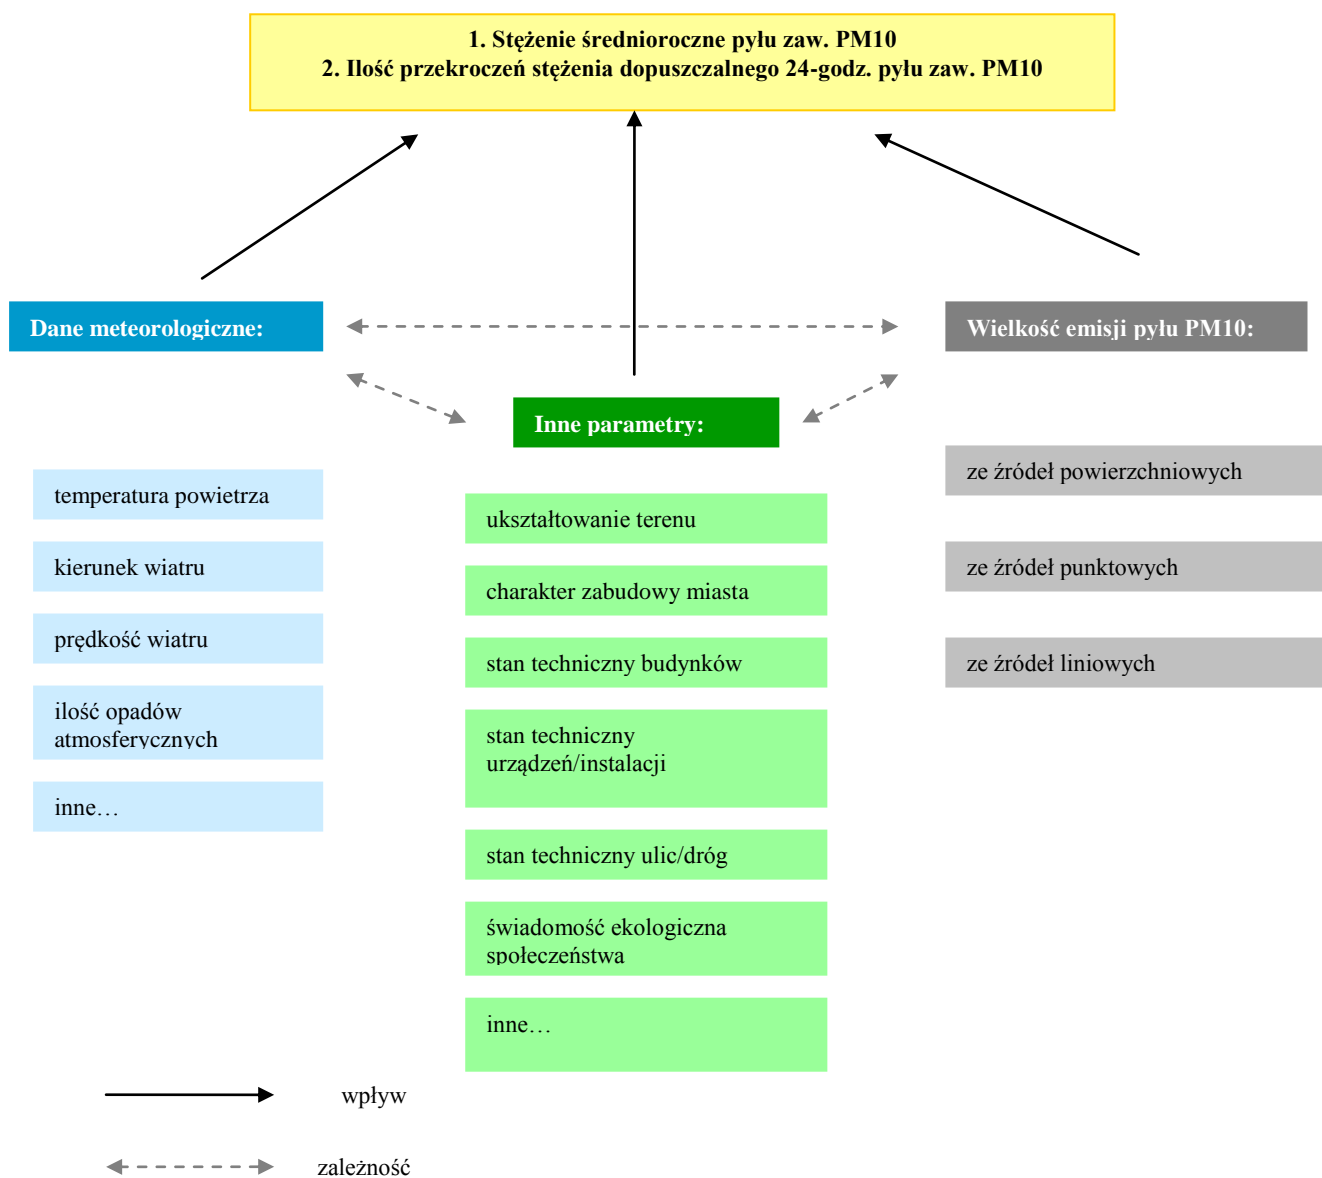 1. Stężenie średnioroczne pyłu zaw. PM10
2. Ilość przekroczeń stężenia dopuszczalnego 24-godz. pyłu zaw. PM10
Dane meteorologiczne:
Wielkość emisji pyłu PM10:
Inne parametry:
temperatura powietrza
kierunek wiatru
prędkość wiatru
ilość opadów
atmosferycznych
inne…
ukształtowanie terenu
charakter zabudowy miasta
stan techniczny budynków
stan techniczny
urządzeń/instalacji
stan techniczny ulic/dróg
świadomość ekologiczna
społeczeństwa
inne…
ze źródeł powierzchniowych
ze źródeł punktowych
ze źródeł liniowych
wpływ
zależność